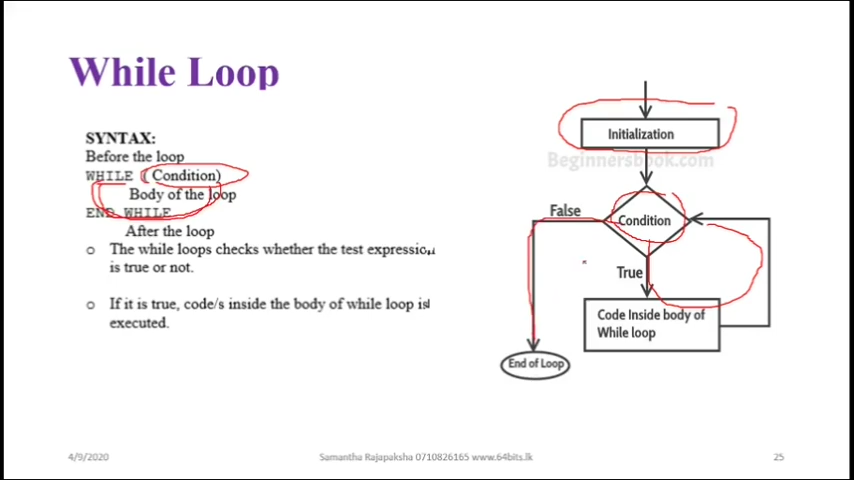 While Loop
SYNTAX:
Before the loop
WHILE (Condition)
Body of the loop
END WHILE
After the loop
o The while loops checks whether the test expression
is true or not.
o If it is true, code/s inside the body of while loop is
executed.
Initialization
Beginnersbook.com
Condition
False
True
Code Inside body of
While loop
End of Loop
4/9/2020
Samantha Rajapaksha 0710826165 www.64bits.lk
25